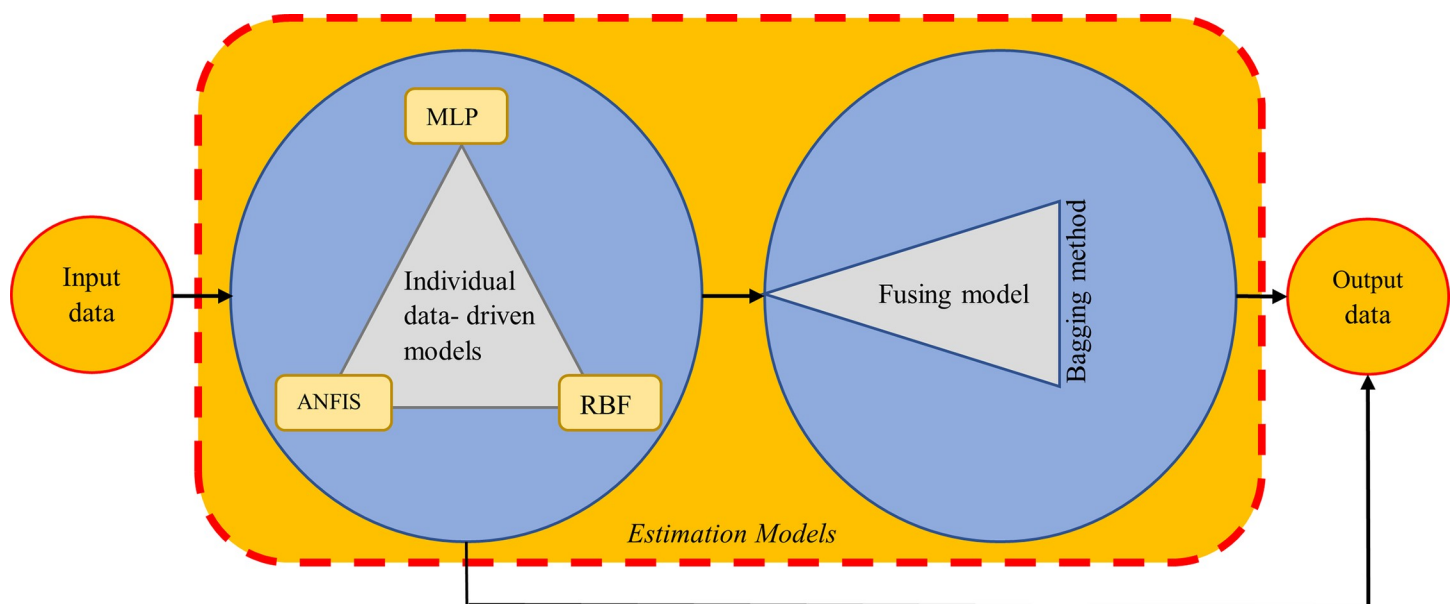 Input
data
MLP
Individual
data- driven
models
ANFIS
RBF
Fusing model
Bagging method
Output
data
Estimation Models